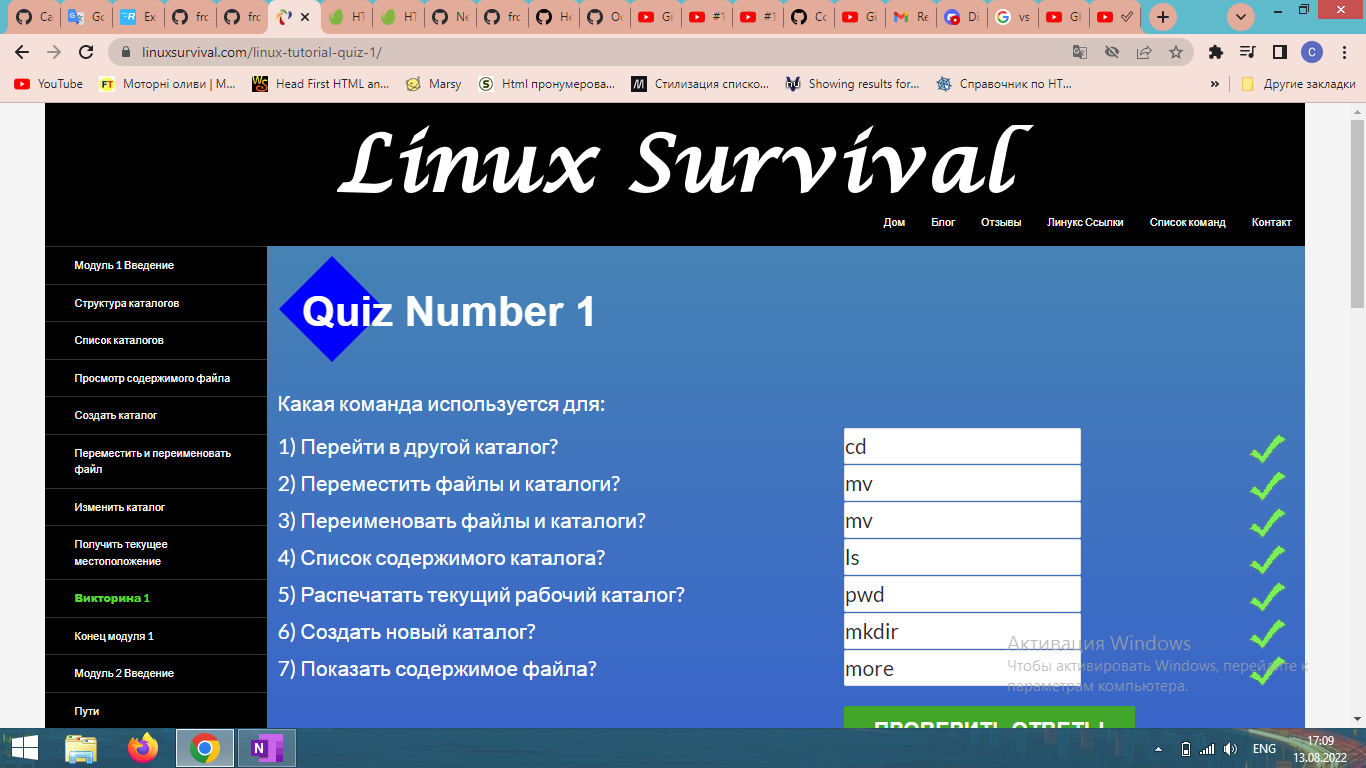 Ca
Go
Ex
frc
frc
HT
HT
Ne
frc
He
Oc
Gi
#1
#1
Co
Gi
Re
Di
vs
Gl
linuxsurvival.com/linux-tutorial-quiz-1/
C
YouTube
FT Моторні оливи | M...
Head First HTML an...
Marsy
S Html пронумерова...
M Стилизация списко...
Showing results for...
Справочник по HT...
» Другие закладки
Linux Survival
Дом Блог Отзывы Линукс Ссылки Список команд Контакт
Модуль 1 Введение
Структура каталогов
Список каталогов
Просмотр содержимого файла
Создать каталог
Переместить и переименовать
файл
Изменить каталог
Получить текущее
местоположение
Викторина 1
Конец модуля 1
Модуль 2 Введение
Пути
Quiz Number 1
Какая команда используется для:
1) Перейти в другой каталог? cd
2) Переместить файлы и каталоги? mv
3) Переименовать файлы и каталоги? mv
4) Список содержимого каталога? ls
5) Распечатать текущий рабочий каталог? pwd
6) Создать новый каталог? mkdir
7) Показать содержимое файла? more
ПРОВЕРИТЬ ОТВЕТЫ
Активация Windows
Чтобы активировать Windows, перейдите к
параметрам компьютера.
N
ENG
17:09
13.08.2022